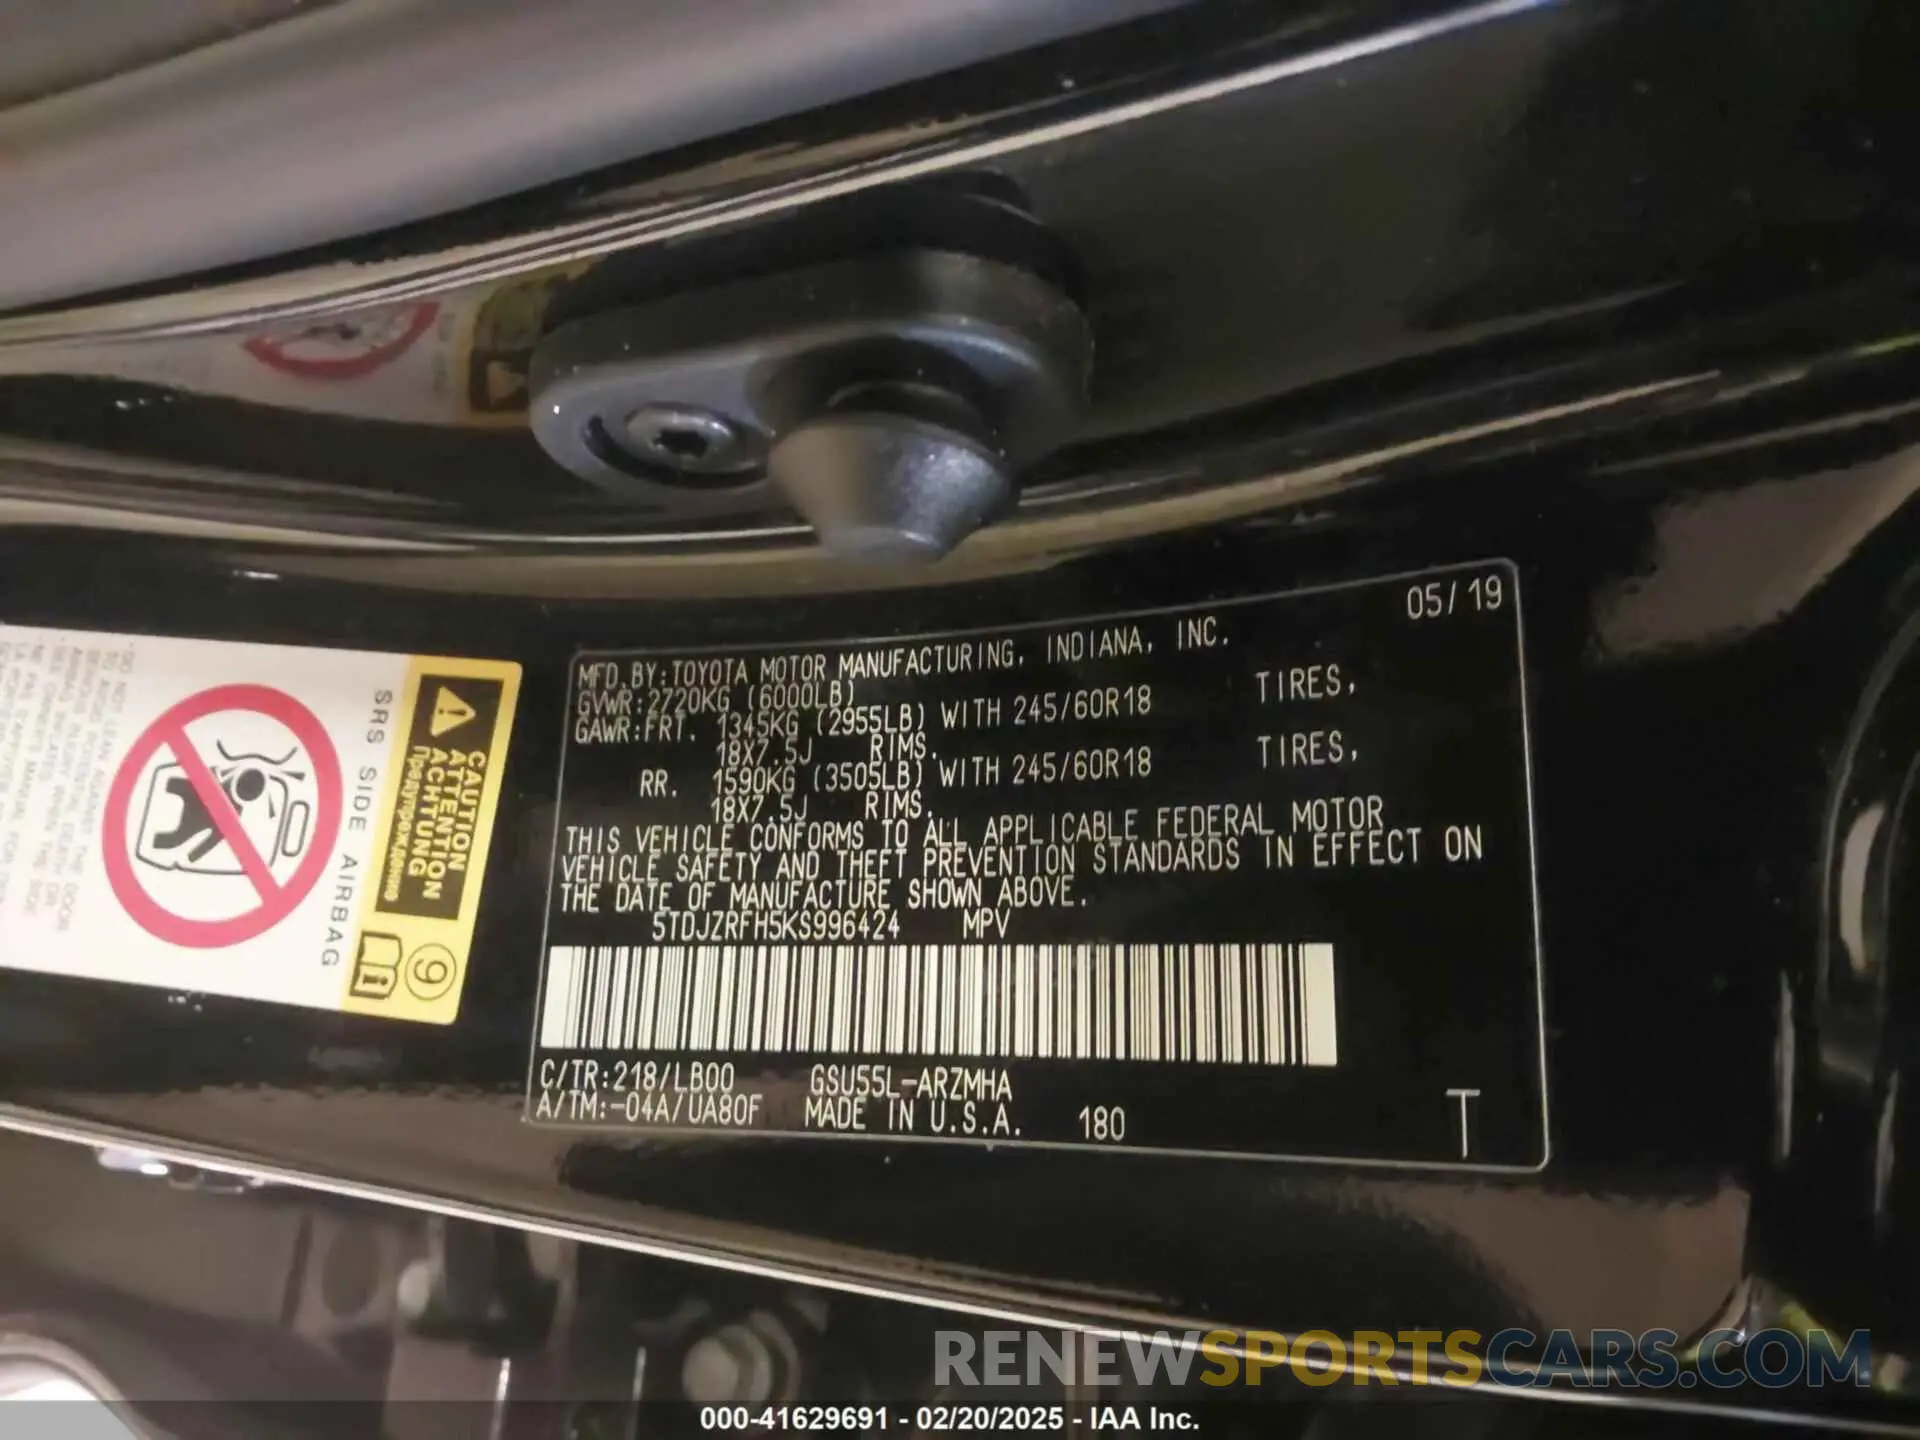 05/19
MFD.BY:TOYOTA MOTOR MANUFACTURING, INDIANA, INC.
GVWR:2720KG (6000LB)
GAWR:FRT. 1345KG (2955LB) WITH 245/60R18 TIRES,
18X7.5J RIMS.
RR. 1590KG (3505LB) WITH 245/60R18 TIRES,
18X7.5J RIMS.
THIS VEHICLE CONFORMS TO ALL APPLICABLE FEDERAL MOTOR
VEHICLE SAFETY AND THEFT PREVENTION STANDARDS IN EFFECT ON
THE DATE OF MANUFACTURE SHOWN ABOVE.
5TDJZRFH5KS996424 MPV
C/TR:218/LB00 GSU55L-ARZMHA
A/TM:-04A/UA80F MADE IN U.S.A. 180
T
CAUTION
ATTENTION
ACHTUNG
SRS SIDE AIRBAG
9
RENEWSPORTSCARS.COM
000-41629691 - 02/20/2025 - IAA Inc.